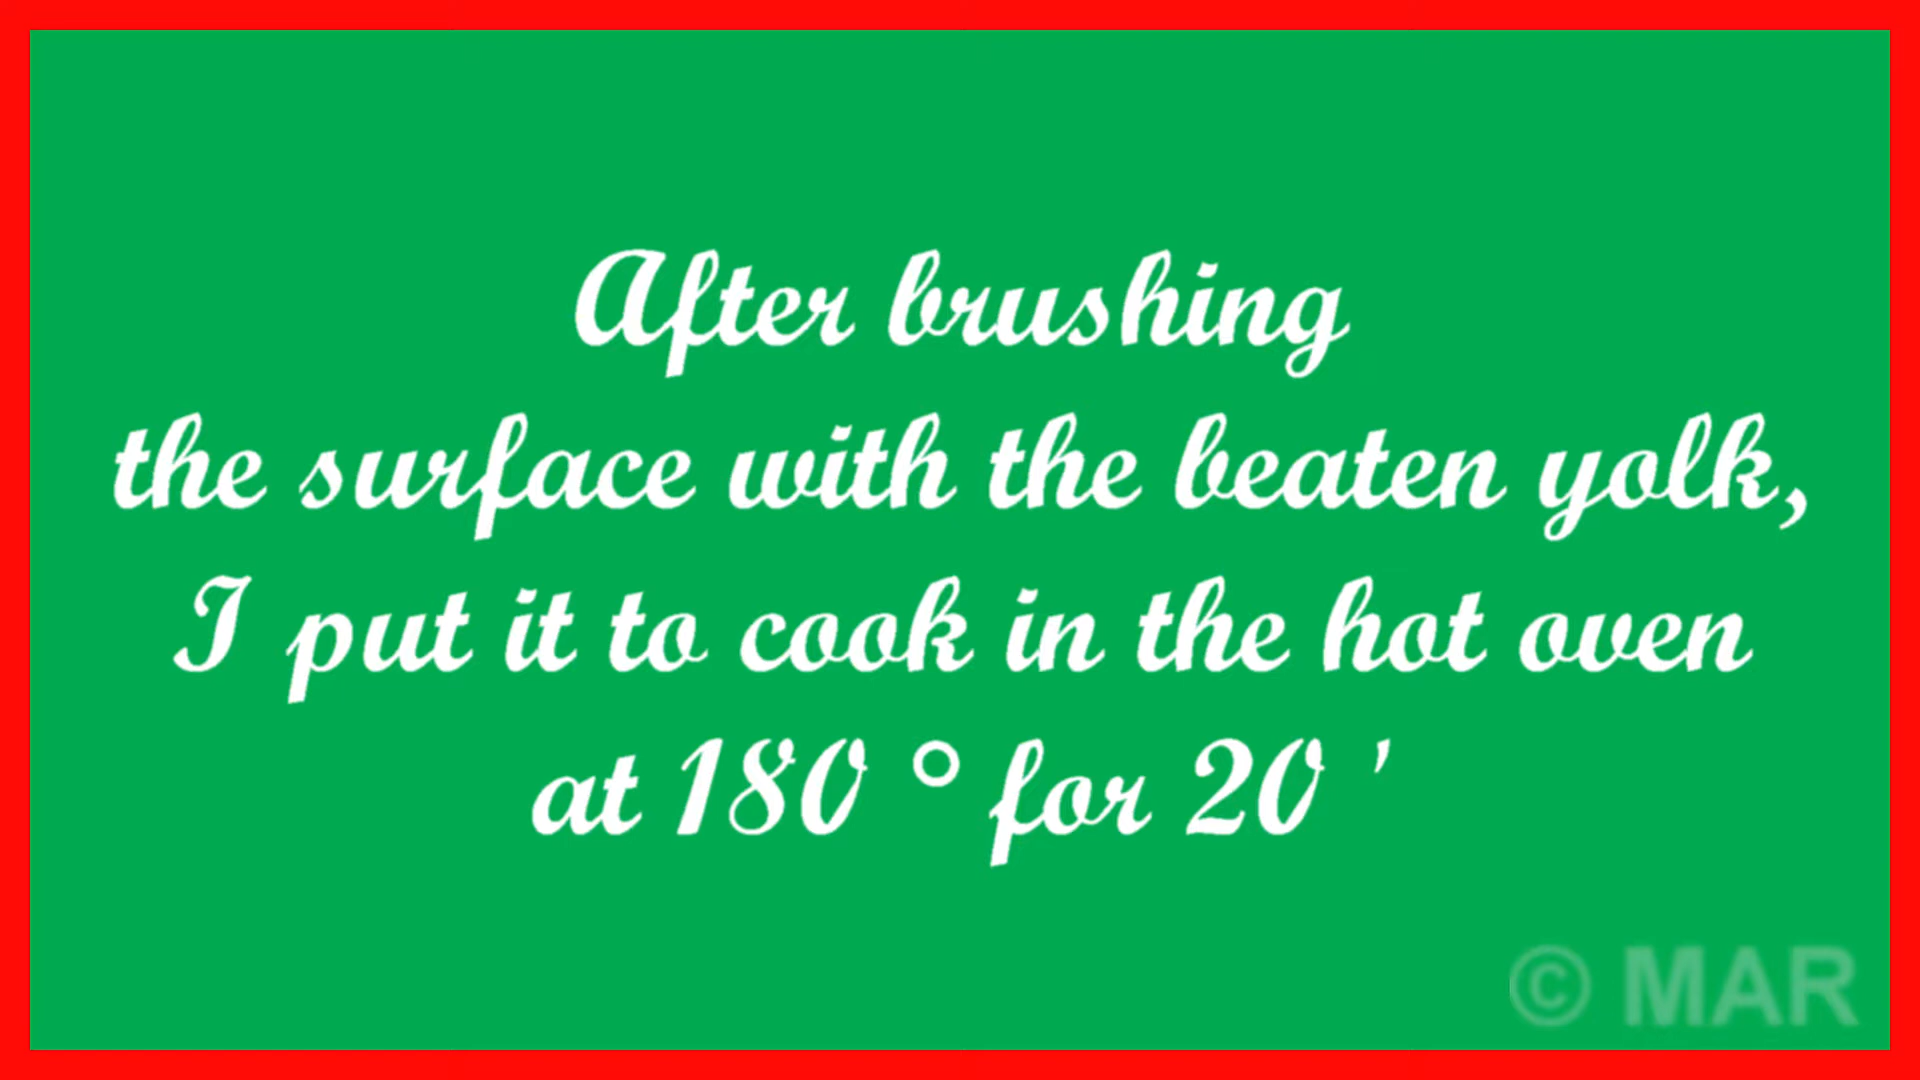 After brushing
the surface with the beaten yolk,
I put it to cook in the hot oven
at 180 ° for 20 '
© MAR